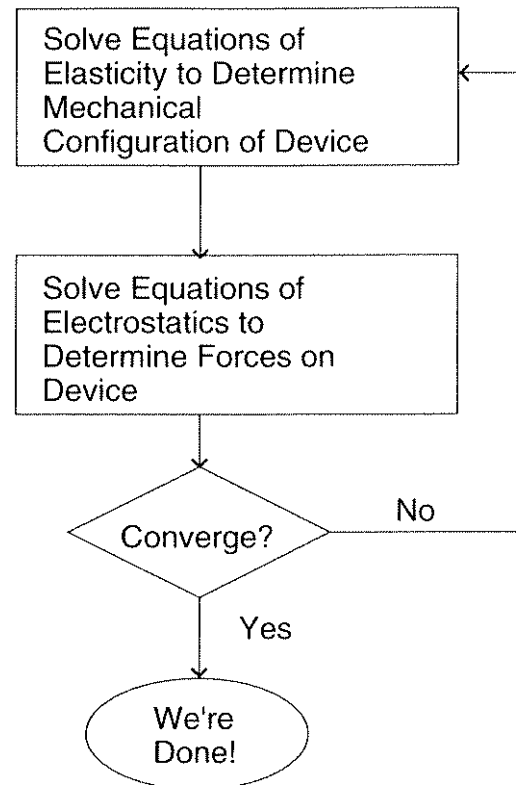 Solve Equations of
Elasticity to Determine
Mechanical
Configuration of Device
Solve Equations of
Electrostatics to
Determine Forces on
Device
Converge?
No
Yes
We're
Done!